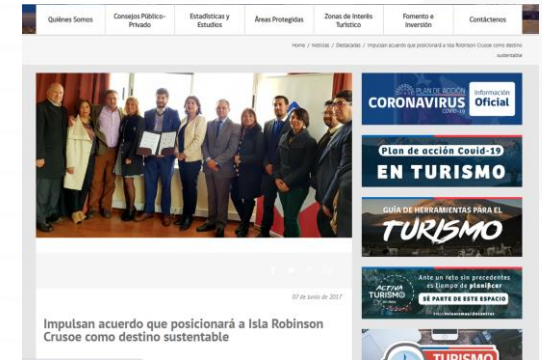 Quiénes Somos
Consejos Público-
Privado
Estadísticas y
Estudios
Áreas Protegidas
Zonas de Interés
Turístico
Fomento e
Inversión
Contáctenos
Home / Noticias / Destacadas / Impulsan acuerdo que posicionará a Isla Robinson Crusoe como destino
sustentable
PLAN DE ACCIÓN
CORONAVIRUS
COVID-19
Información
Oficial
Plan de acción Covid-19
EN TURISMO
GUÍA DE HERRAMIENTAS PARA EL
TURISMO
ACTIVA
TURISMO
Ante un reto sin precedentes
es tiempo de planificar
SÉ PARTE DE ESTE ESPACIO
07 de Junio de 2017
Impulsan acuerdo que posicionará a Isla Robinson
Crusoe como destino sustentable
TURISMO